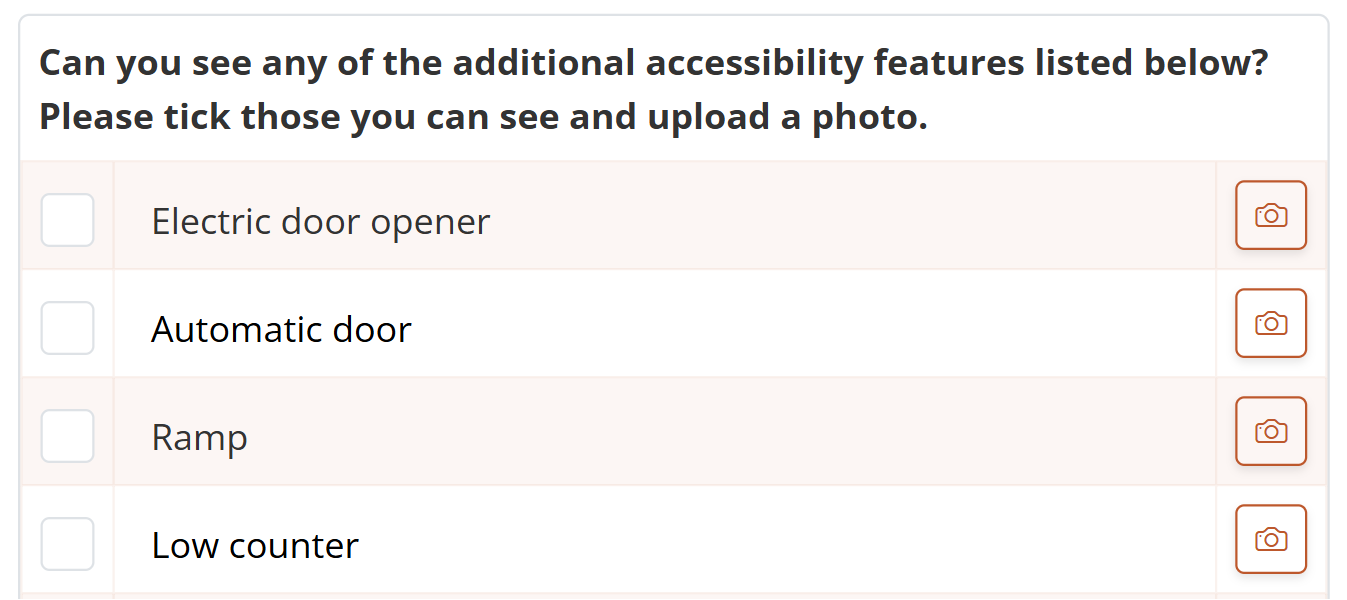 Can you see any of the additional accessibility features listed below?
Please tick those you can see and upload a photo.
Electric door opener
Automatic door
Ramp
Low counter